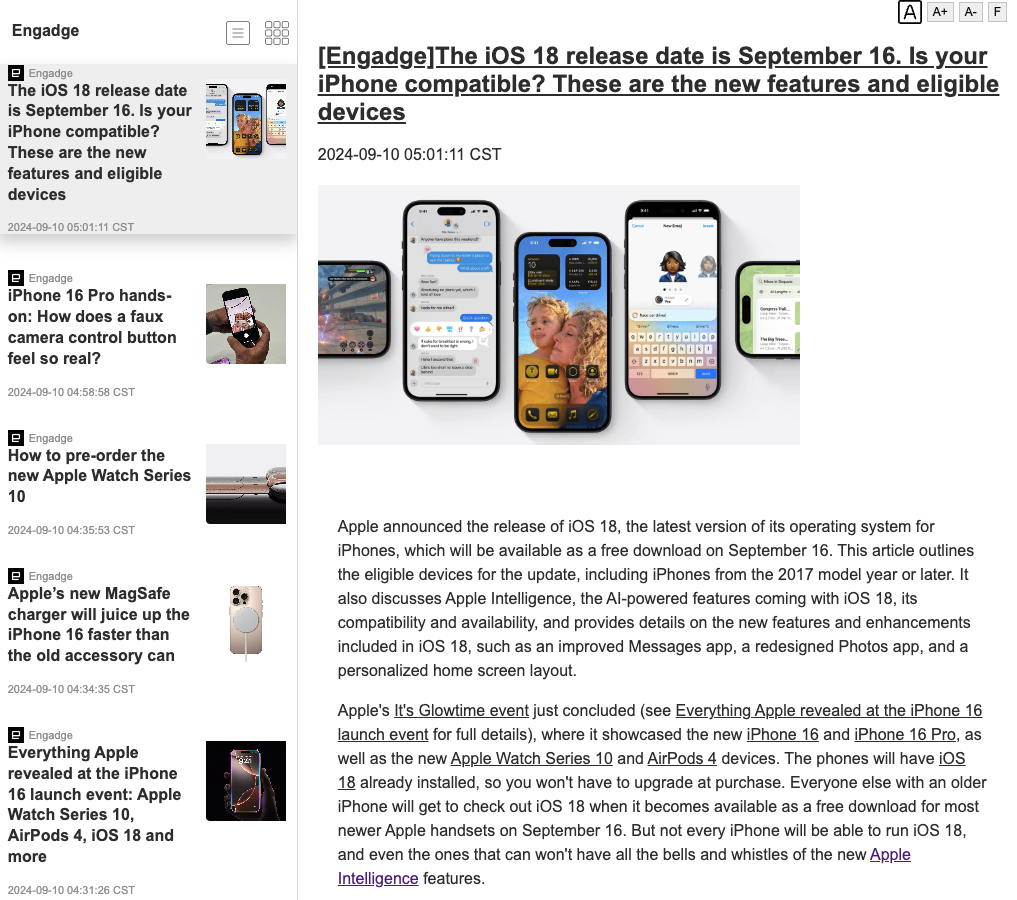 Engadge
Engadge
The iOS 18 release date
is September 16. Is your
iPhone compatible?
These are the new
features and eligible
devices
2024-09-10 05:01:11 CST
Engadge
iPhone 16 Pro hands-
on: How does a faux
camera control button
feel so real?
2024-09-10 04:58:58 CST
Engadge
How to pre-order the
new Apple Watch Series
10
2024-09-10 04:35:53 CST
Engadge
Apple’s new MagSafe
charger will juice up the
iPhone 16 faster than
the old accessory can
2024-09-10 04:34:35 CST
Engadge
Everything Apple
revealed at the iPhone
16 launch event: Apple
Watch Series 10,
AirPods 4, iOS 18 and
more
2024-09-10 04:31:26 CST
A A+ A- F
[Engadge]The iOS 18 release date is September 16. Is your
iPhone compatible? These are the new features and eligible
devices
2024-09-10 05:01:11 CST
9:41
Anyone have plans this weekend?
9:41
9:41
Cancel New Emoji Insert
Apple announced the release of iOS 18, the latest version of its operating system for
iPhones, which will be available as a free download on September 16. This article outlines
the eligible devices for the update, including iPhones from the 2017 model year or later. It
also discusses Apple Intelligence, the AI-powered features coming with iOS 18, its
compatibility and availability, and provides details on the new features and enhancements
included in iOS 18, such as an improved Messages app, a redesigned Photos app, and a
personalized home screen layout.
Apple's It's Glowtime event just concluded (see Everything Apple revealed at the iPhone 16
launch event for full details), where it showcased the new iPhone 16 and iPhone 16 Pro, as
well as the new Apple Watch Series 10 and AirPods 4 devices. The phones will have iOS
18 already installed, so you won't have to upgrade at purchase. Everyone else with an older
iPhone will get to check out iOS 18 when it becomes available as a free download for most
newer Apple handsets on September 16. But not every iPhone will be able to run iOS 18,
and even the ones that can won't have all the bells and whistles of the new Apple
Intelligence features.